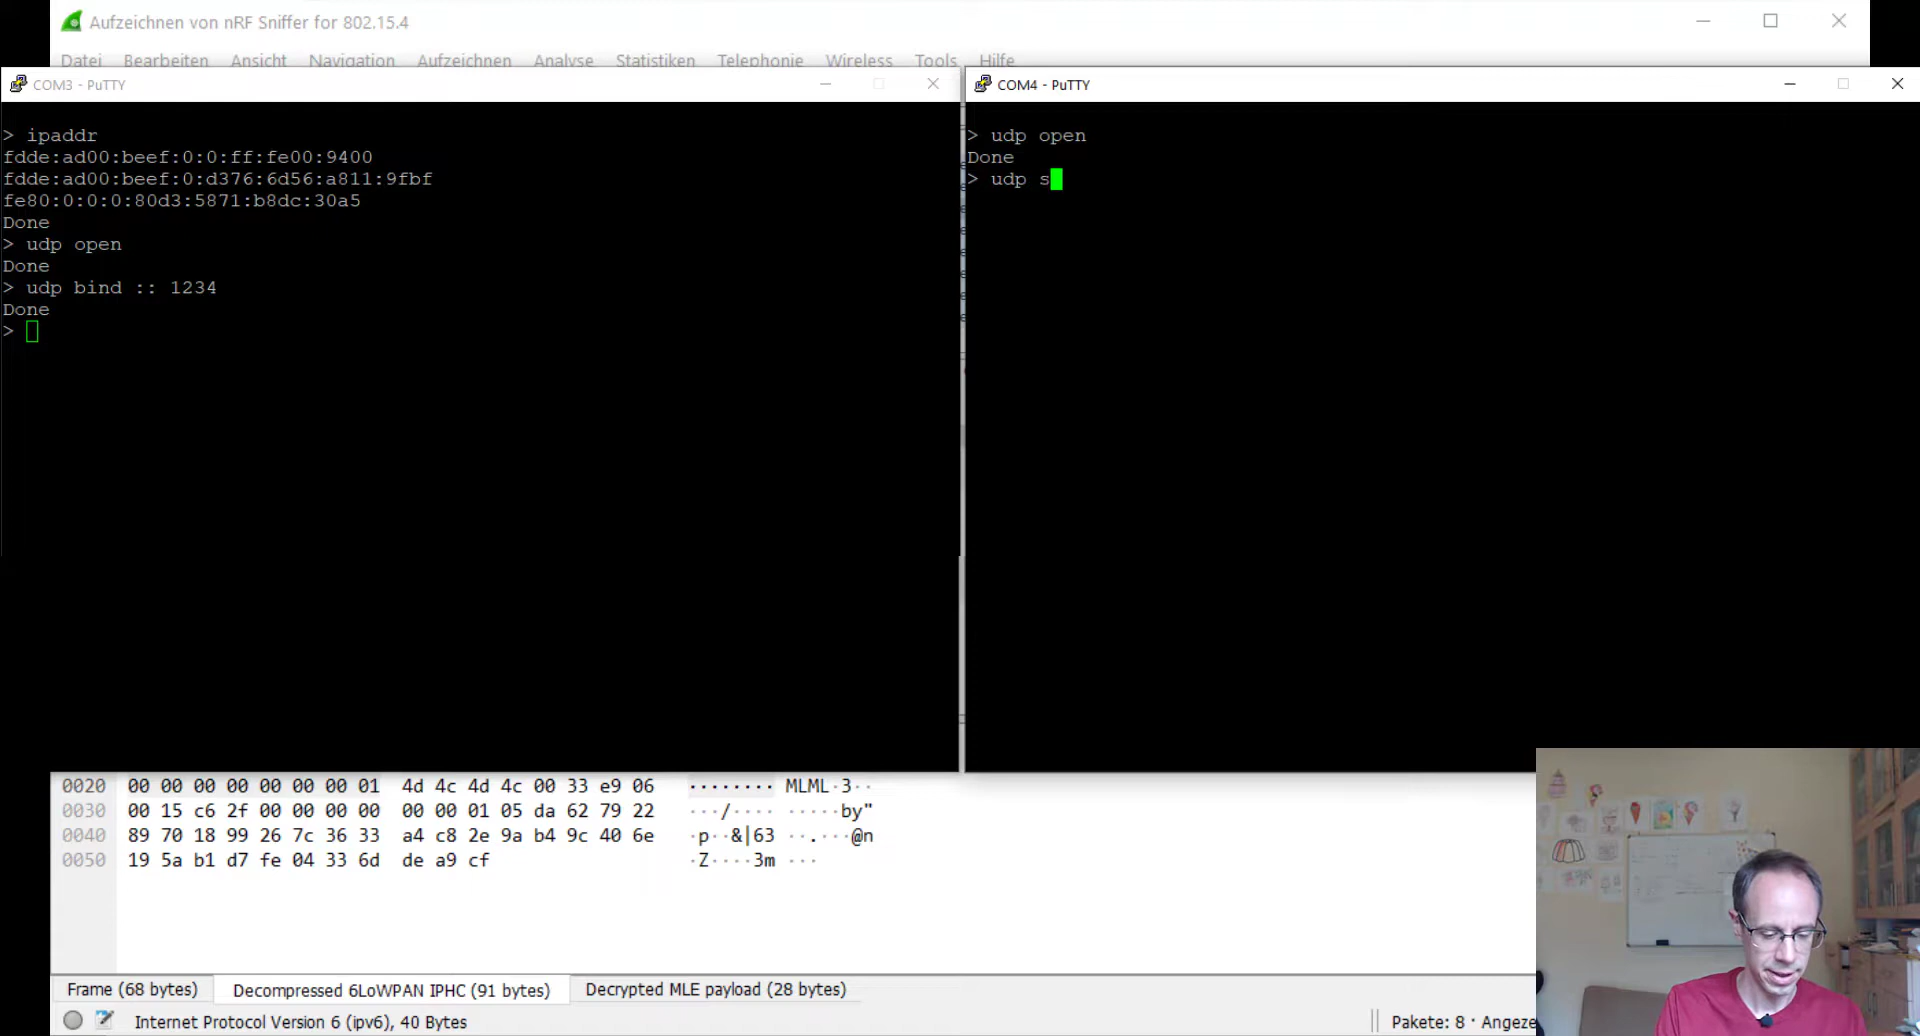 Aufzeichnen von nRF Sniffer for 802.15.4
Datei Bearbeiten Ansicht Navigation Aufzeichnen Analyse Statistiken Telephonie Wireless Tools Hilfe
COM3 - PuTTY
> ipaddr
fdde:ad00:beef:0:0:ff:fe00:9400
fdde:ad00:beef:0:d376:6d56:a811:9fbf
fe80:0:0:0:80d3:5871:b8dc:30a5
Done
> udp open
Done
> udp bind :: 1234
Done
>
COM4 - PuTTY
> udp open
Done
> udp s
0020 00 00 00 00 00 00 00 01 4d 4c 4d 4c 00 33 e9 06 ········ MLML·3··
0030 00 15 c6 2f 00 00 00 00 00 00 01 05 da 62 79 22 ···/···· ·····by"
0040 89 70 18 99 26 7c 36 33 a4 c8 2e 9a b4 9c 40 6e ·p··&|63 ··.···@n
0050 19 5a b1 d7 fe 04 33 6d de a9 cf ·Z····3m ···
Frame (68 bytes) Decompressed 6LoWPAN IPHC (91 bytes) Decrypted MLE payload (28 bytes)
Internet Protocol Version 6 (ipv6), 40 Bytes
Pakete: 8 · Angeze